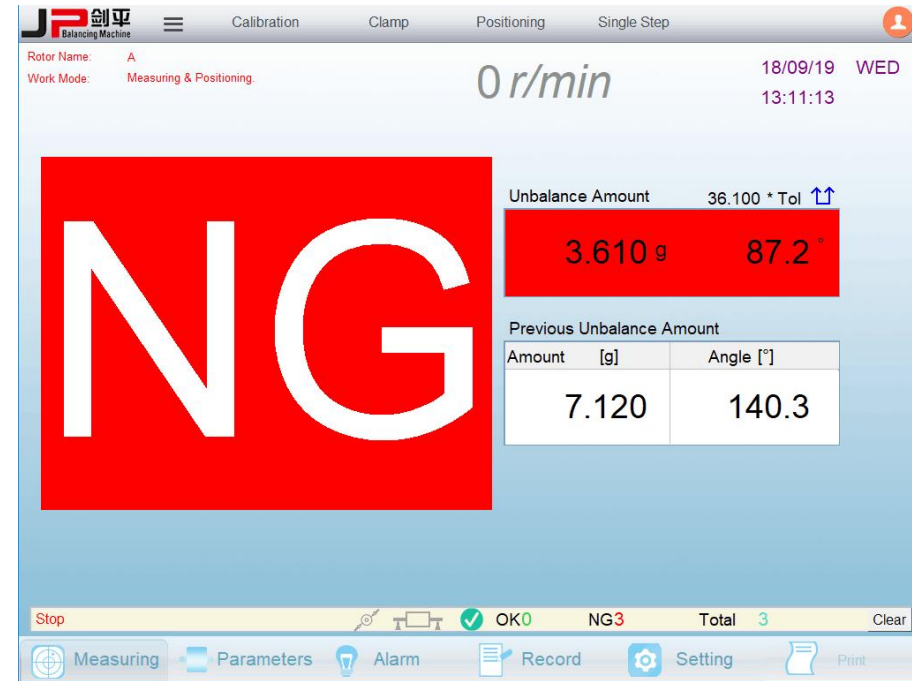 JP剑平
Balancing Machine
Calibration Clamp Positioning Single Step
Rotor Name: A
Work Mode: Measuring & Positioning.
0 r/min
18/09/19 WED
13:11:13
NG
Unbalance Amount 36.100 * Tol
3.610 g 87.2 °
Previous Unbalance Amount
Amount [g] Angle [°]
7.120 140.3
Stop OK0 NG3 Total 3 Clear
Measuring Parameters Alarm Record Setting Print